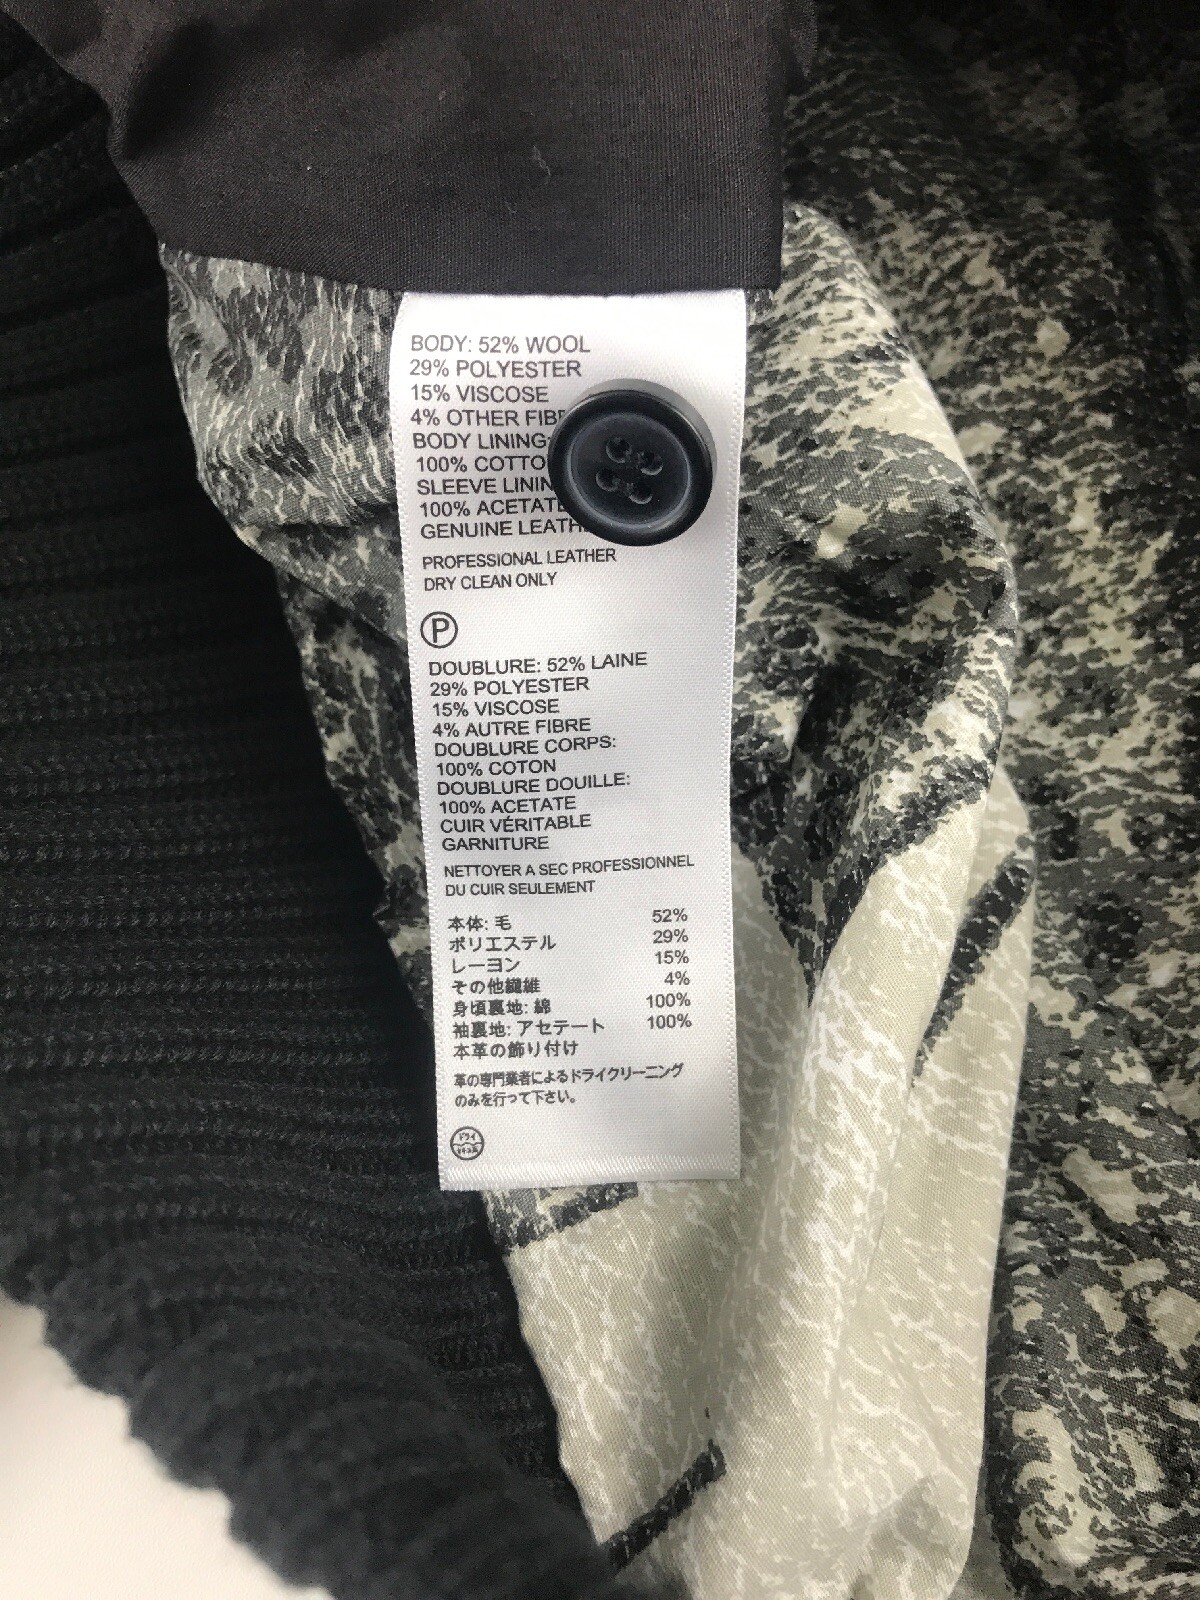 BODY: 52% WOOL
29% POLYESTER
15% VISCOSE
4% OTHER
BODY LINING:
100%
SLEEVE
100% ACETATE
GENUINE
PROFESSIONAL LEATHER
DRY CLEAN ONLY
P
DOUBLURE: 52% LAINE
29% POLYESTER
15% VISCOSE
4% AUTRE FIBRE
DOUBLURE CORPS:
100% COTON
DOUBLURE DOUILLE:
100% ACETATE
CUIR VÉRITABLE
GARNITURE
NETTOYER A SEC PROFESSIONNEL
DU CUIR SEULEMENT
本体: 毛 52%
ポリエステル 29%
レーヨン 15%
その他繊維 4%
身頃裏地: 綿 100%
袖裏地: アセテート 100%
本革の飾り付け
革の専門業者によるドライクリーニング
のみを行って下さい。
ドライ